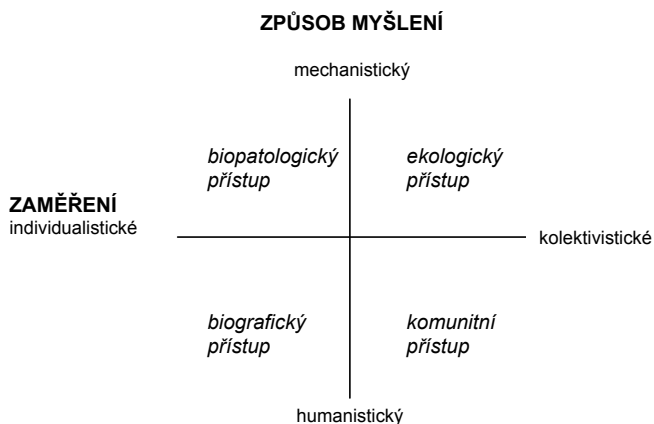 ZPŮSOB MYŠLENÍ
mechanistický
biopatologický
přístup
ekologický
přístup
ZAMĚŘENÍ
individualistické
kolektivistické
biografický
přístup
komunitní
přístup
humanistický